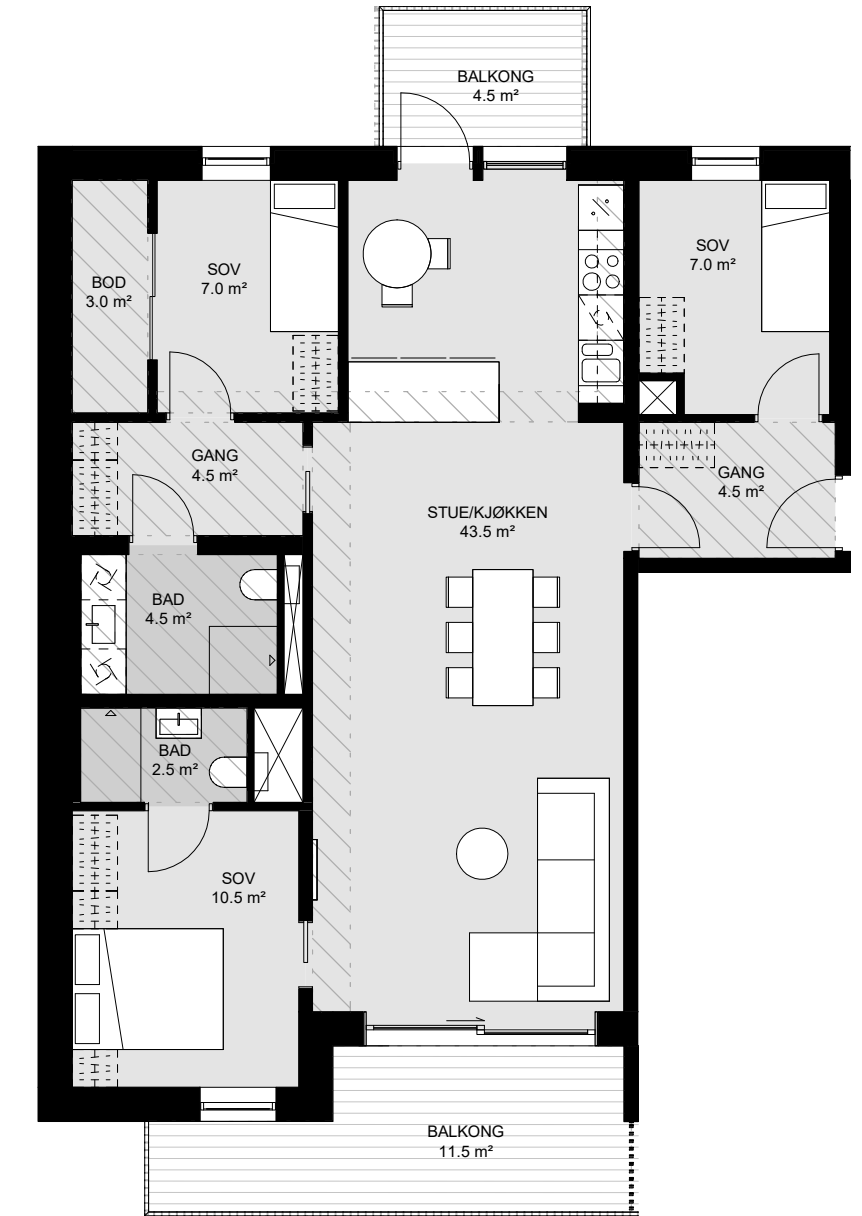 BALKONG
4.5 m²
SOV
7.0 m²
BOD
3.0 m²
SOV
7.0 m²
GANG
4.5 m²
GANG
4.5 m²
STUE/KJØKKEN
43.5 m²
BAD
4.5 m²
BAD
2.5 m²
SOV
10.5 m²
BALKONG
11.5 m²